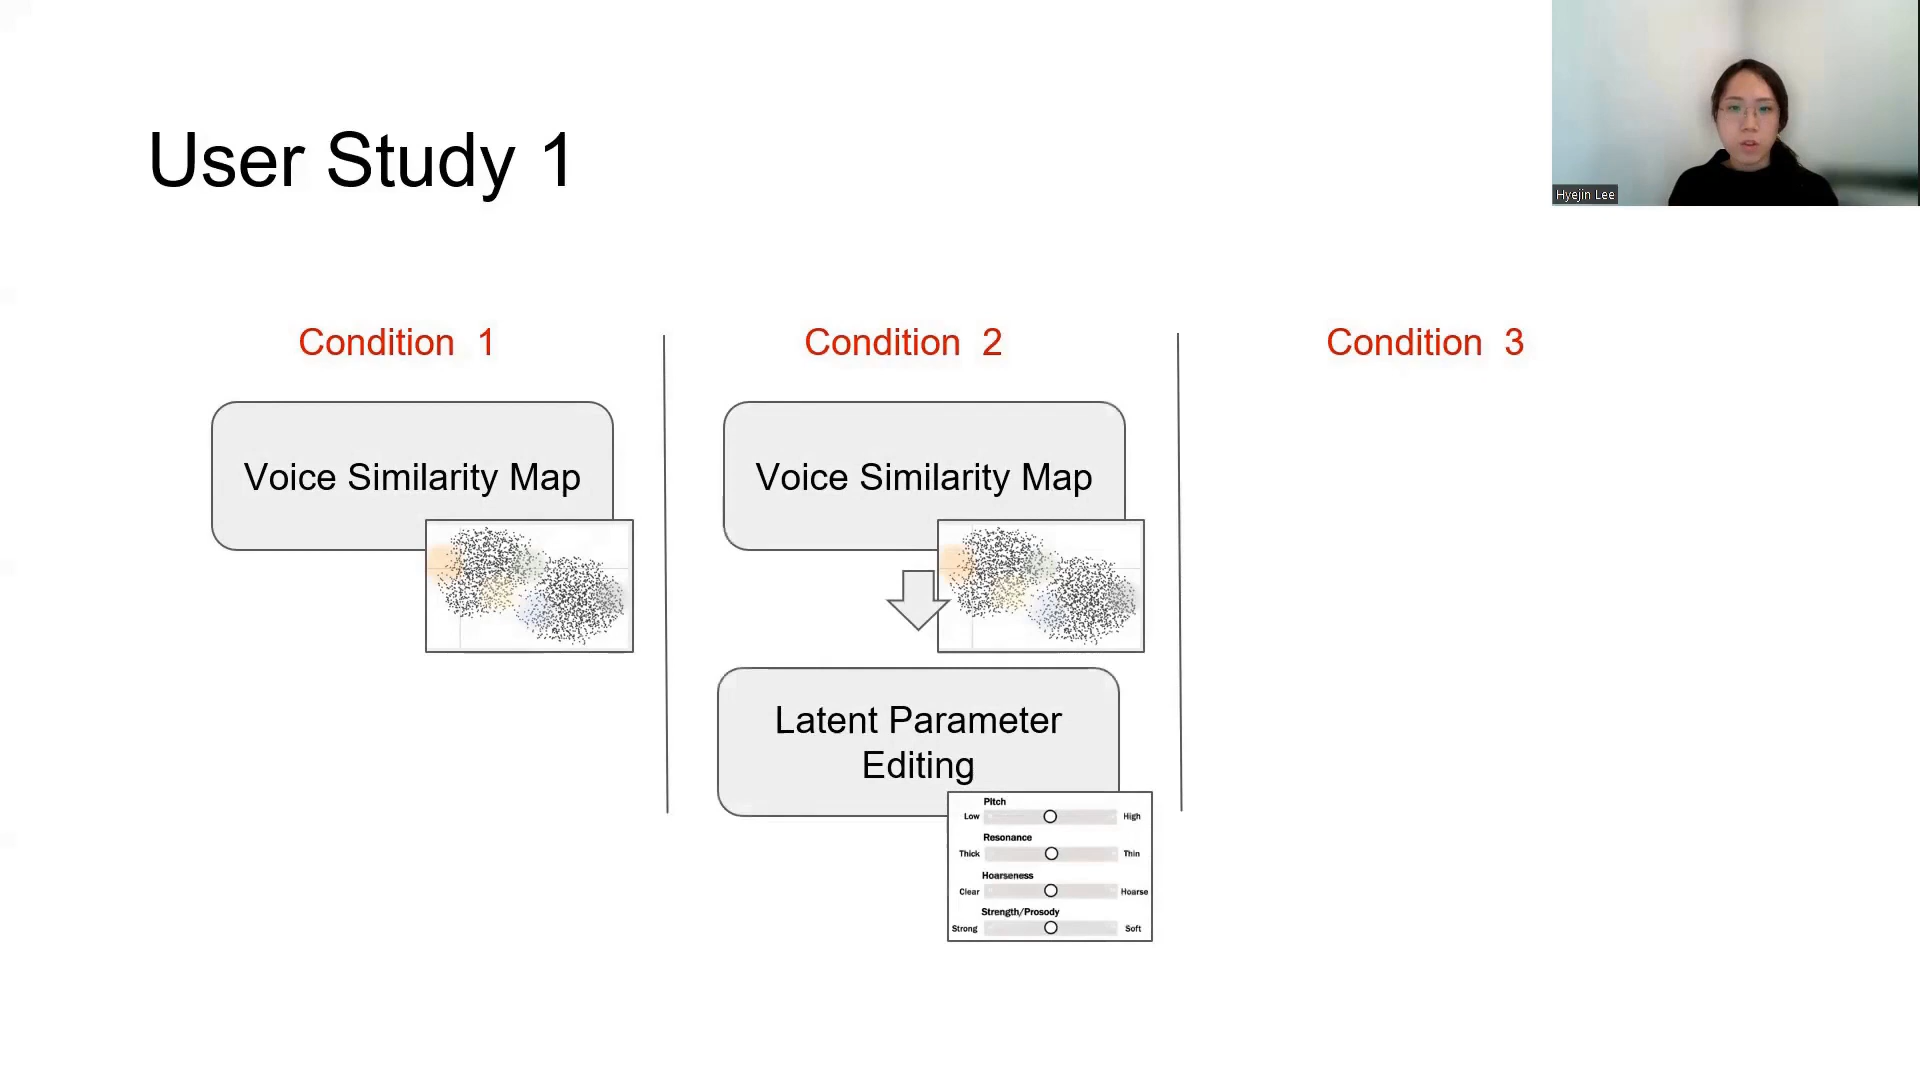 Hyejin Lee
User Study 1
Condition 1
Condition 2
Condition 3
Voice Similarity Map
Voice Similarity Map
Latent Parameter
Editing
Pitch
Low High
Resonance
Thick Thin
Hoarseness
Clear Hoarse
Strength/Prosody
Strong Soft